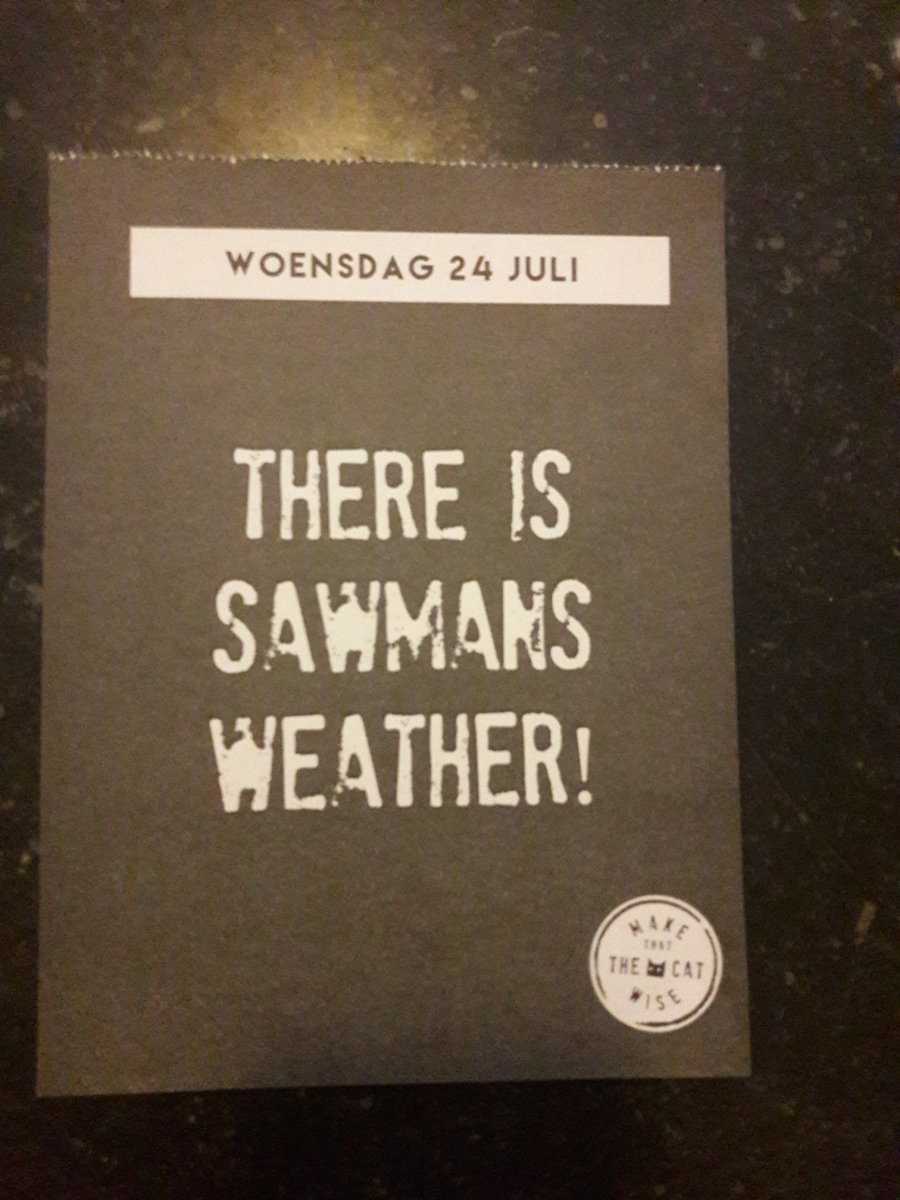 WOENSDAG 24 JULI
THERE IS
SAWMANS
WEATHER!
MAKE
THAT
THE CAT
WISE